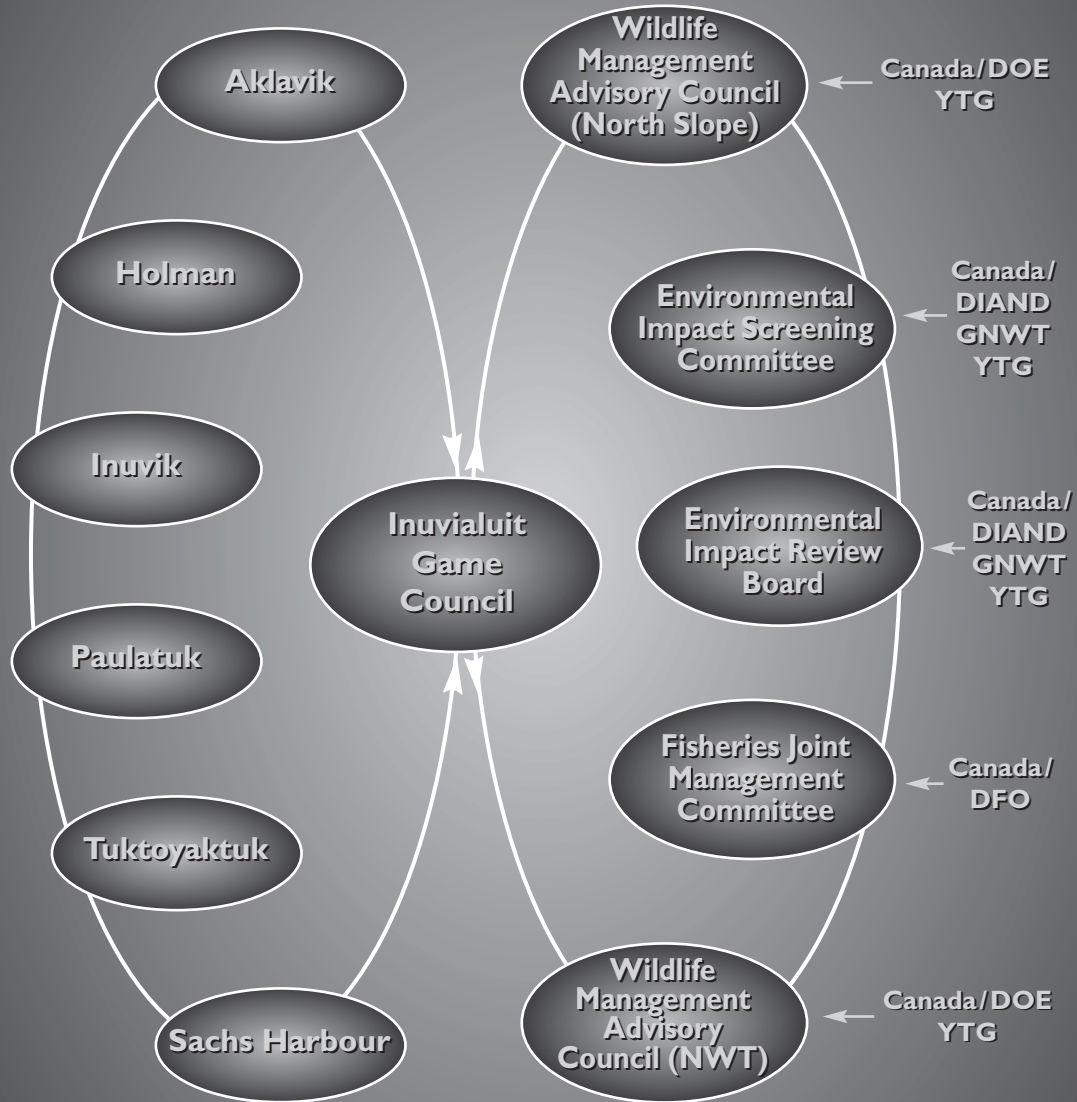 Aklavik
Holman
Inuvik
Paulatuk
Tuktoyaktuk
Sachs Harbour
Inuvialuit
Game
Council
Wildlife
Management
Advisory Council
(North Slope)
Canada/DOE
YTG
Environmental
Impact Screening
Committee
Canada/
DIAND
GNWT
YTG
Environmental
Impact Review
Board
Canada/
DIAND
GNWT
YTG
Fisheries Joint
Management
Committee
Canada/
DFO
Wildlife
Management
Advisory
Council (NWT)
Canada/DOE
YTG